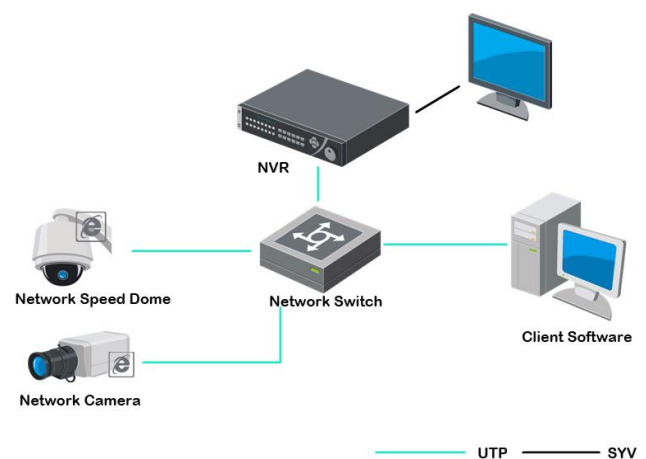 NVR
Network Speed Dome
Network Switch
Client Software
Network Camera
UTP
SYV